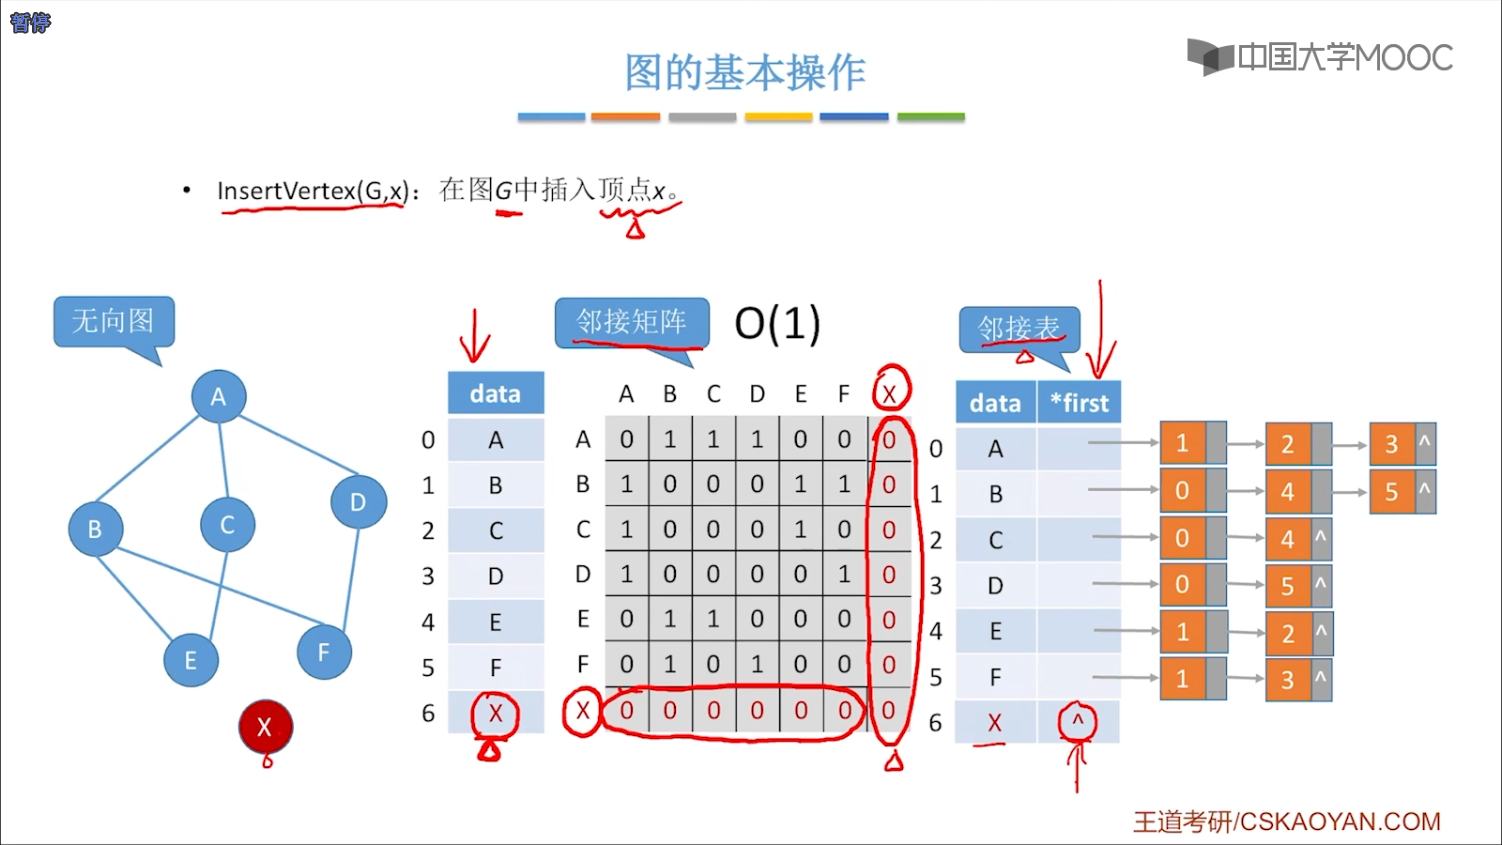 暂停
中国大学MOOC
图的基本操作
• InsertVertex(G,x)：在图G中插入顶点x。
无向图
A
B
C
D
E
F
X
data
0 A
1 B
2 C
3 D
4 E
5 F
6 X
邻接矩阵
O(1)
A B C D E F X
A 0 1 1 1 0 0 0
B 1 0 0 0 1 1 0
C 1 0 0 0 1 0 0
D 1 0 0 0 0 1 0
E 0 1 1 0 0 0 0
F 0 1 0 1 0 0 0
X 0 0 0 0 0 0 0
邻接表
data *first
0 A 1 2 3 ^
1 B 0 4 5 ^
2 C 0 4 ^
3 D 0 5 ^
4 E 1 2 ^
5 F 1 3 ^
6 X ^
王道考研/CSKAOYAN.COM